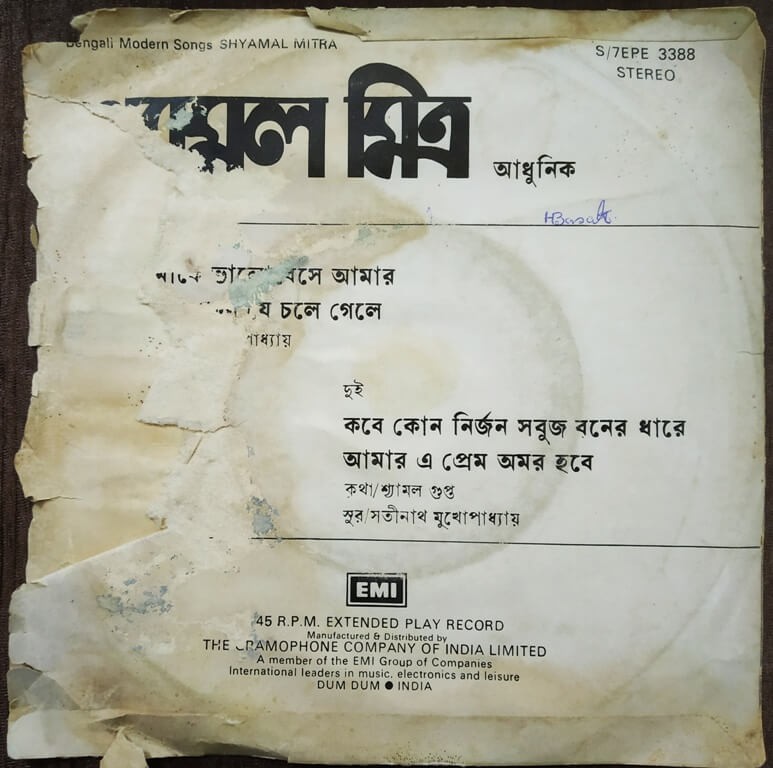 Bengali Modern Songs SHYAMAL MITRA
S/7EPE 3388
STEREO
শ্যামল মিত্র
আধুনিক
আমার
চলে গেলে
দুই
কবে কোন নির্জন সবুজ বনের ধারে
আমার এ প্রেম অমর হবে
কথা/শ্যামল গুপ্ত
সুর/সতীনাথ মুখোপাধ্যায়
EMI
45 R.P.M. EXTENDED PLAY RECORD
Manufactured & Distributed by
THE GRAMOPHONE COMPANY OF INDIA LIMITED
A member of the EMI Group of Companies
International leaders in music, electronics and leisure
DUM DUM ● INDIA